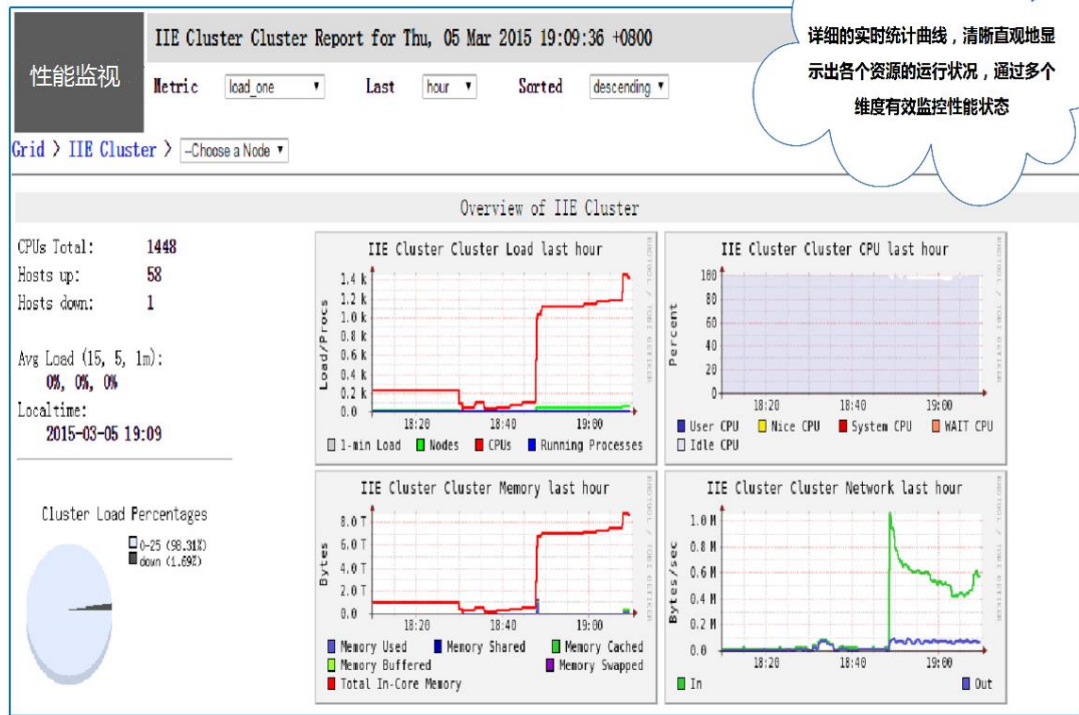 性能监视
IIE Cluster Cluster Report for Thu, 05 Mar 2015 19:09:36 +0800
Metric load_one Last hour Sorted descending
详细的实时统计曲线，清晰直观地显
示出各个资源的运行状况，通过多个
维度有效监控性能状态
Grid > IIE Cluster > --Choose a Node
Overview of IIE Cluster
CPUs Total: 1448
Hosts up: 58
Hosts down: 1
Avg Load (15, 5, 1m):
0%, 0%, 0%
Localtime:
2015-03-05 19:09
Cluster Load Percentages
0-25 (98.31%)
down (1.69%)
IIE Cluster Cluster Load last hour
Load/Procs
1.4 k
1.2 k
1.0 k
0.8 k
0.6 k
0.4 k
0.2 k
0.0
18:20 18:40 19:00
1-min Load Nodes CPUs Running Processes
RRDTOOL / TOBI OETIKER
IIE Cluster Cluster CPU last hour
Percent
100
80
60
40
20
0
18:20 18:40 19:00
User CPU Nice CPU System CPU WAIT CPU
Idle CPU
RRDTOOL / TOBI OETIKER
IIE Cluster Cluster Memory last hour
Bytes
8.0 T
6.0 T
4.0 T
2.0 T
0.0
18:20 18:40 19:00
Memory Used Memory Shared Memory Cached
Memory Buffered Memory Swapped
Total In-Core Memory
RRDTOOL / TOBI OETIKER
IIE Cluster Cluster Network last hour
Bytes/sec
1.0 M
0.8 M
0.6 M
0.4 M
0.2 M
0.0
18:20 18:40 19:00
In Out
RRDTOOL / TOBI OETIKER